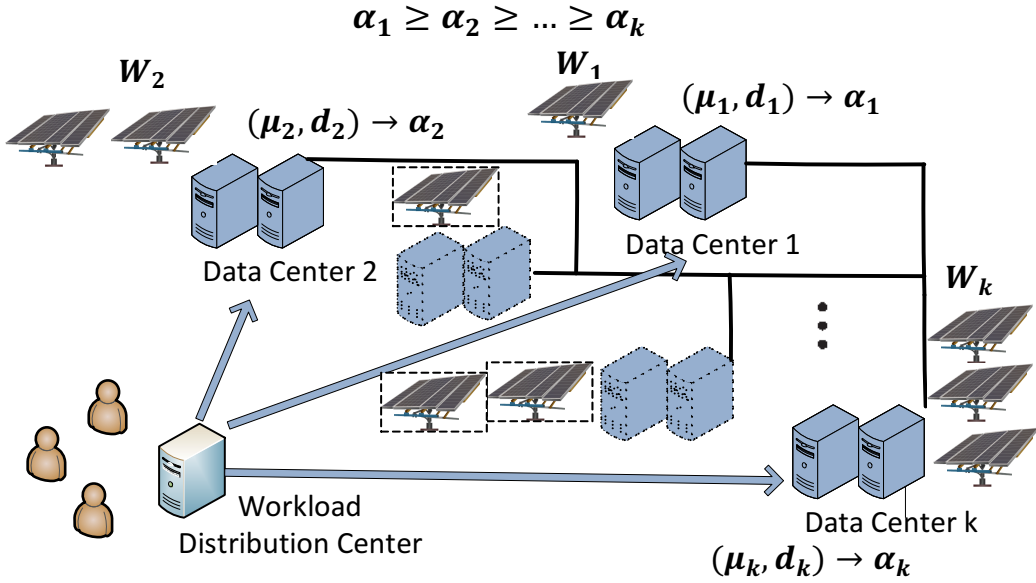 α₁ ≥ α₂ ≥ … ≥ αₖ
W₂
W₁
(μ₂, d₂) → α₂
(μ₁, d₁) → α₁
Data Center 2
Data Center 1
Wₖ
Workload
Distribution Center
Data Center k
(μₖ, dₖ) → αₖ